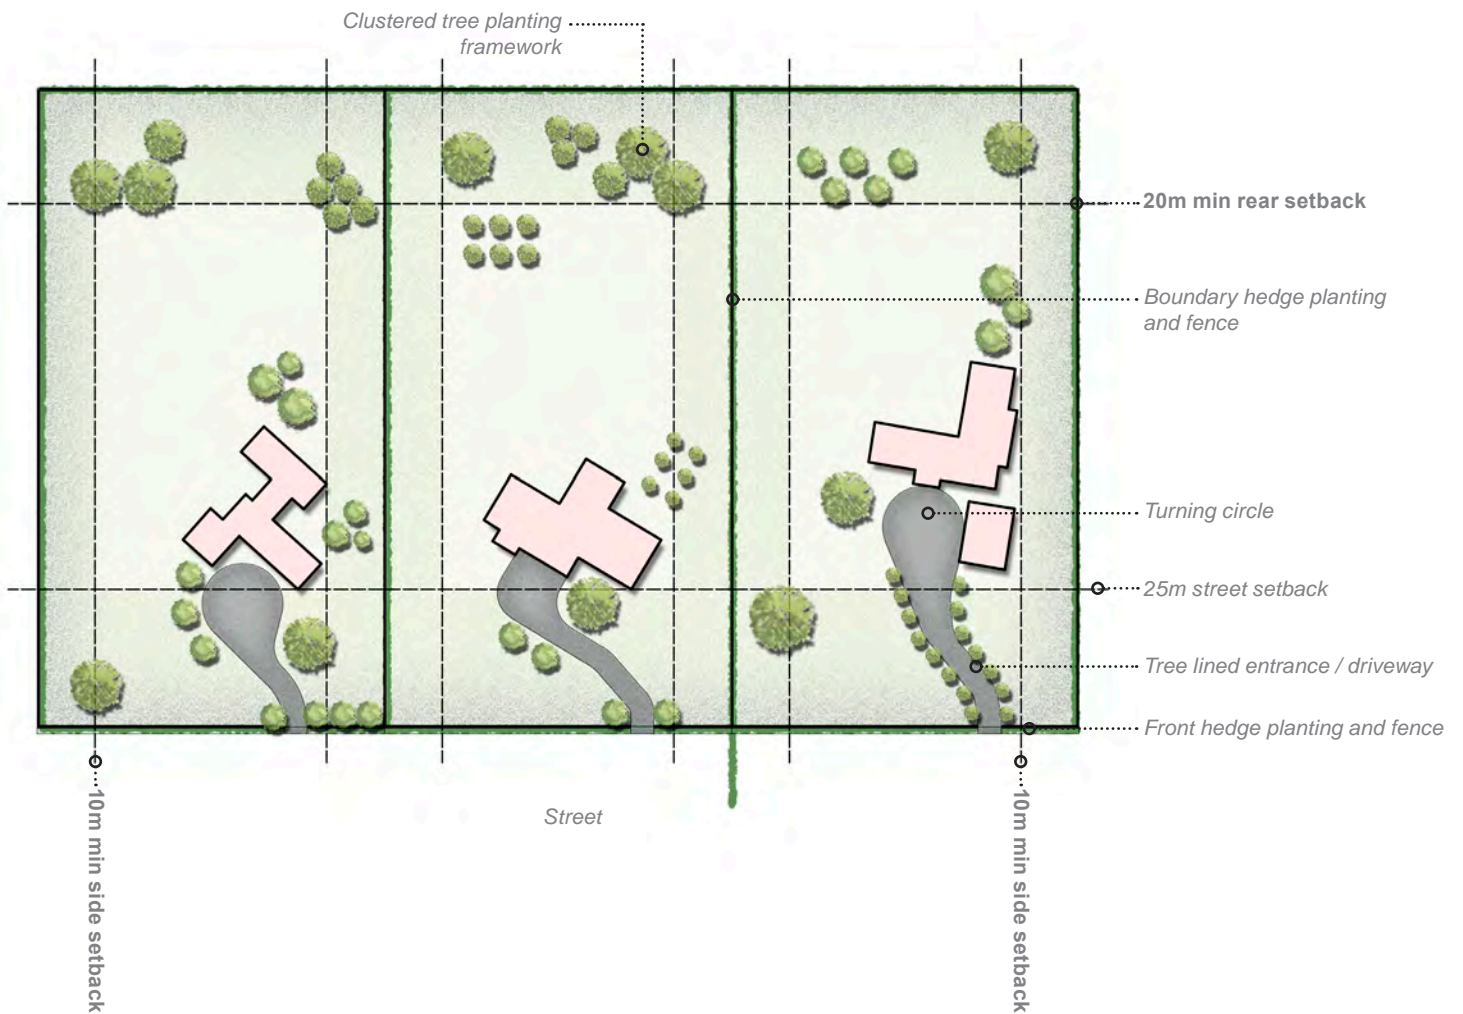 Clustered tree planting
framework
20m min rear setback
Boundary hedge planting
and fence
Turning circle
25m street setback
Tree lined entrance / driveway
Front hedge planting and fence
Street
10m min side setback
10m min side setback